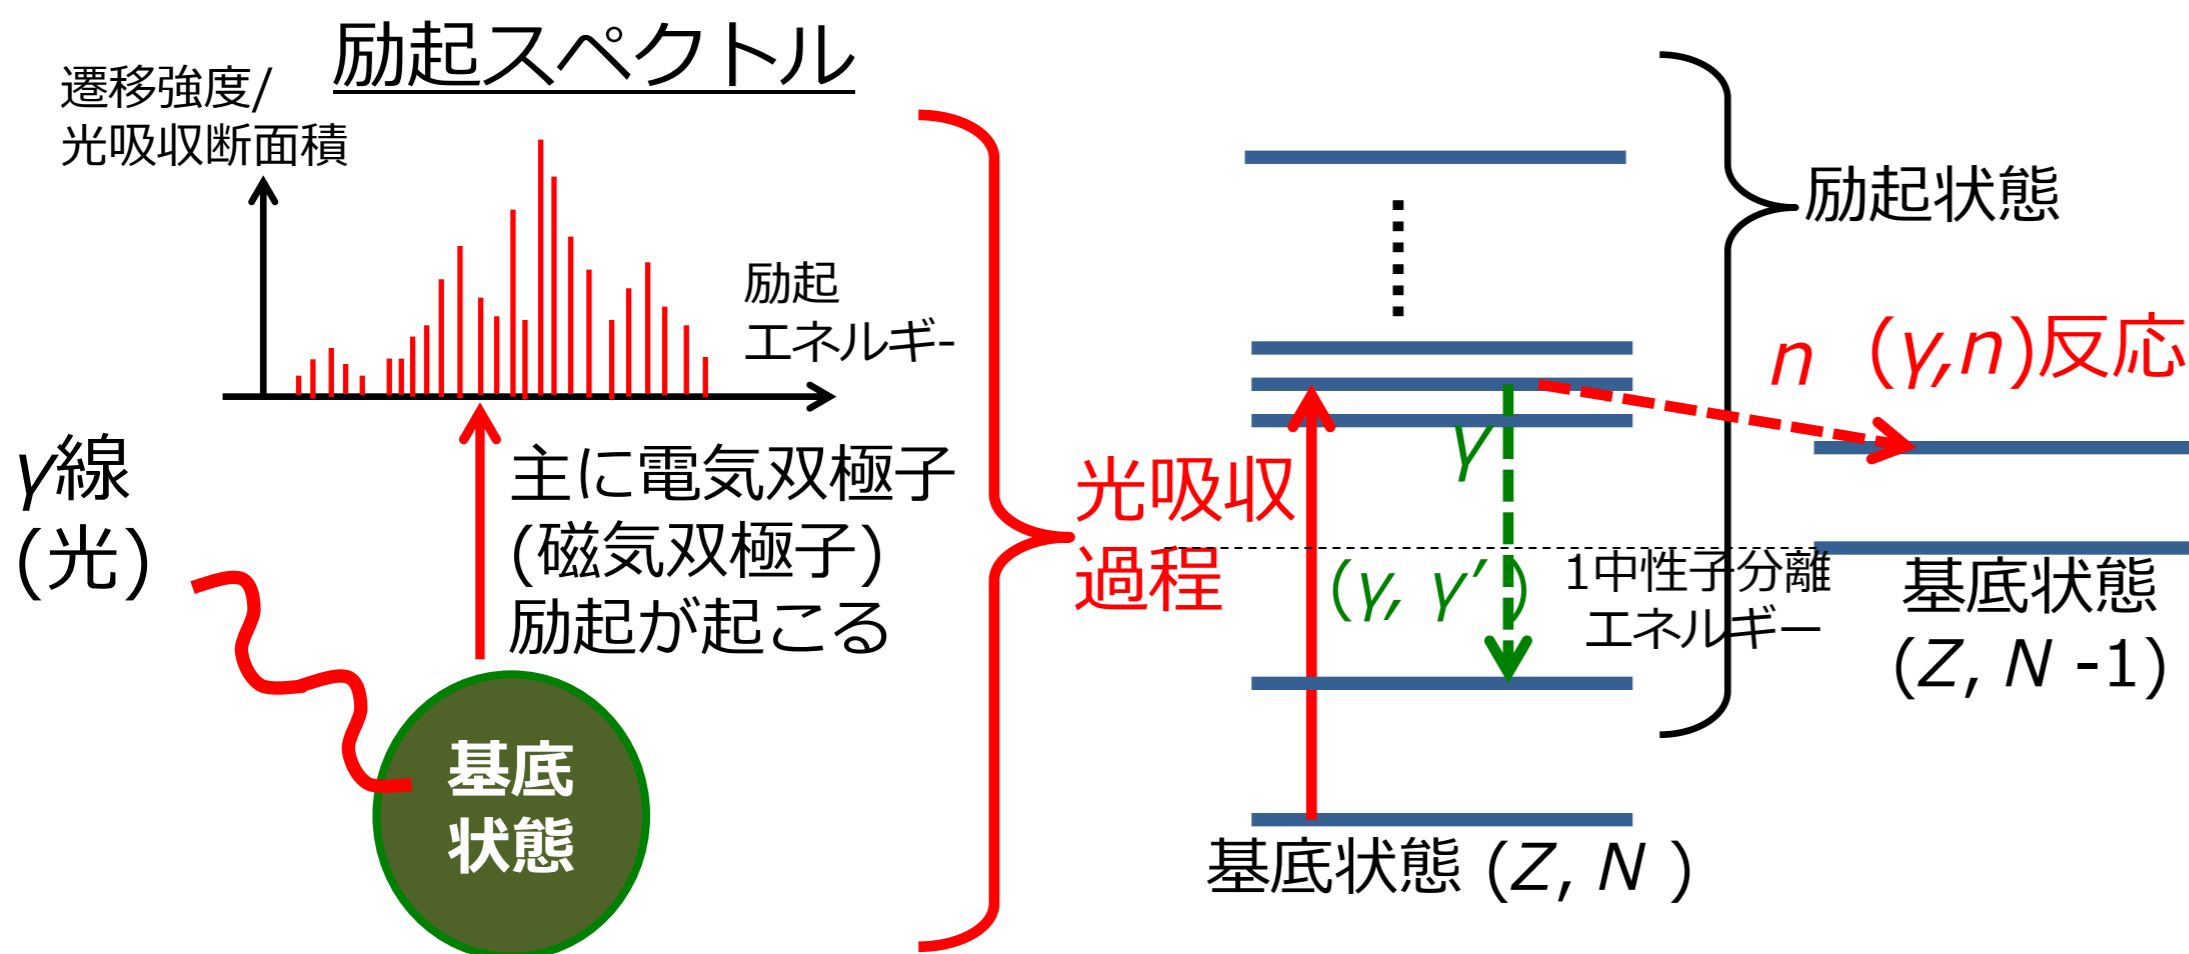 励起スペクトル
遷移強度/
光吸収断面積
励起
エネルギｰ
γ線
(光)
主に電気双極子
(磁気双極子)
励起が起こる
基底
状態
光吸収
過程
励起状態
n (γ,n)反応
γ
(γ, γ′ )
1中性子分離
エネルギー
基底状態
(Z, N -1)
基底状態 (Z, N )